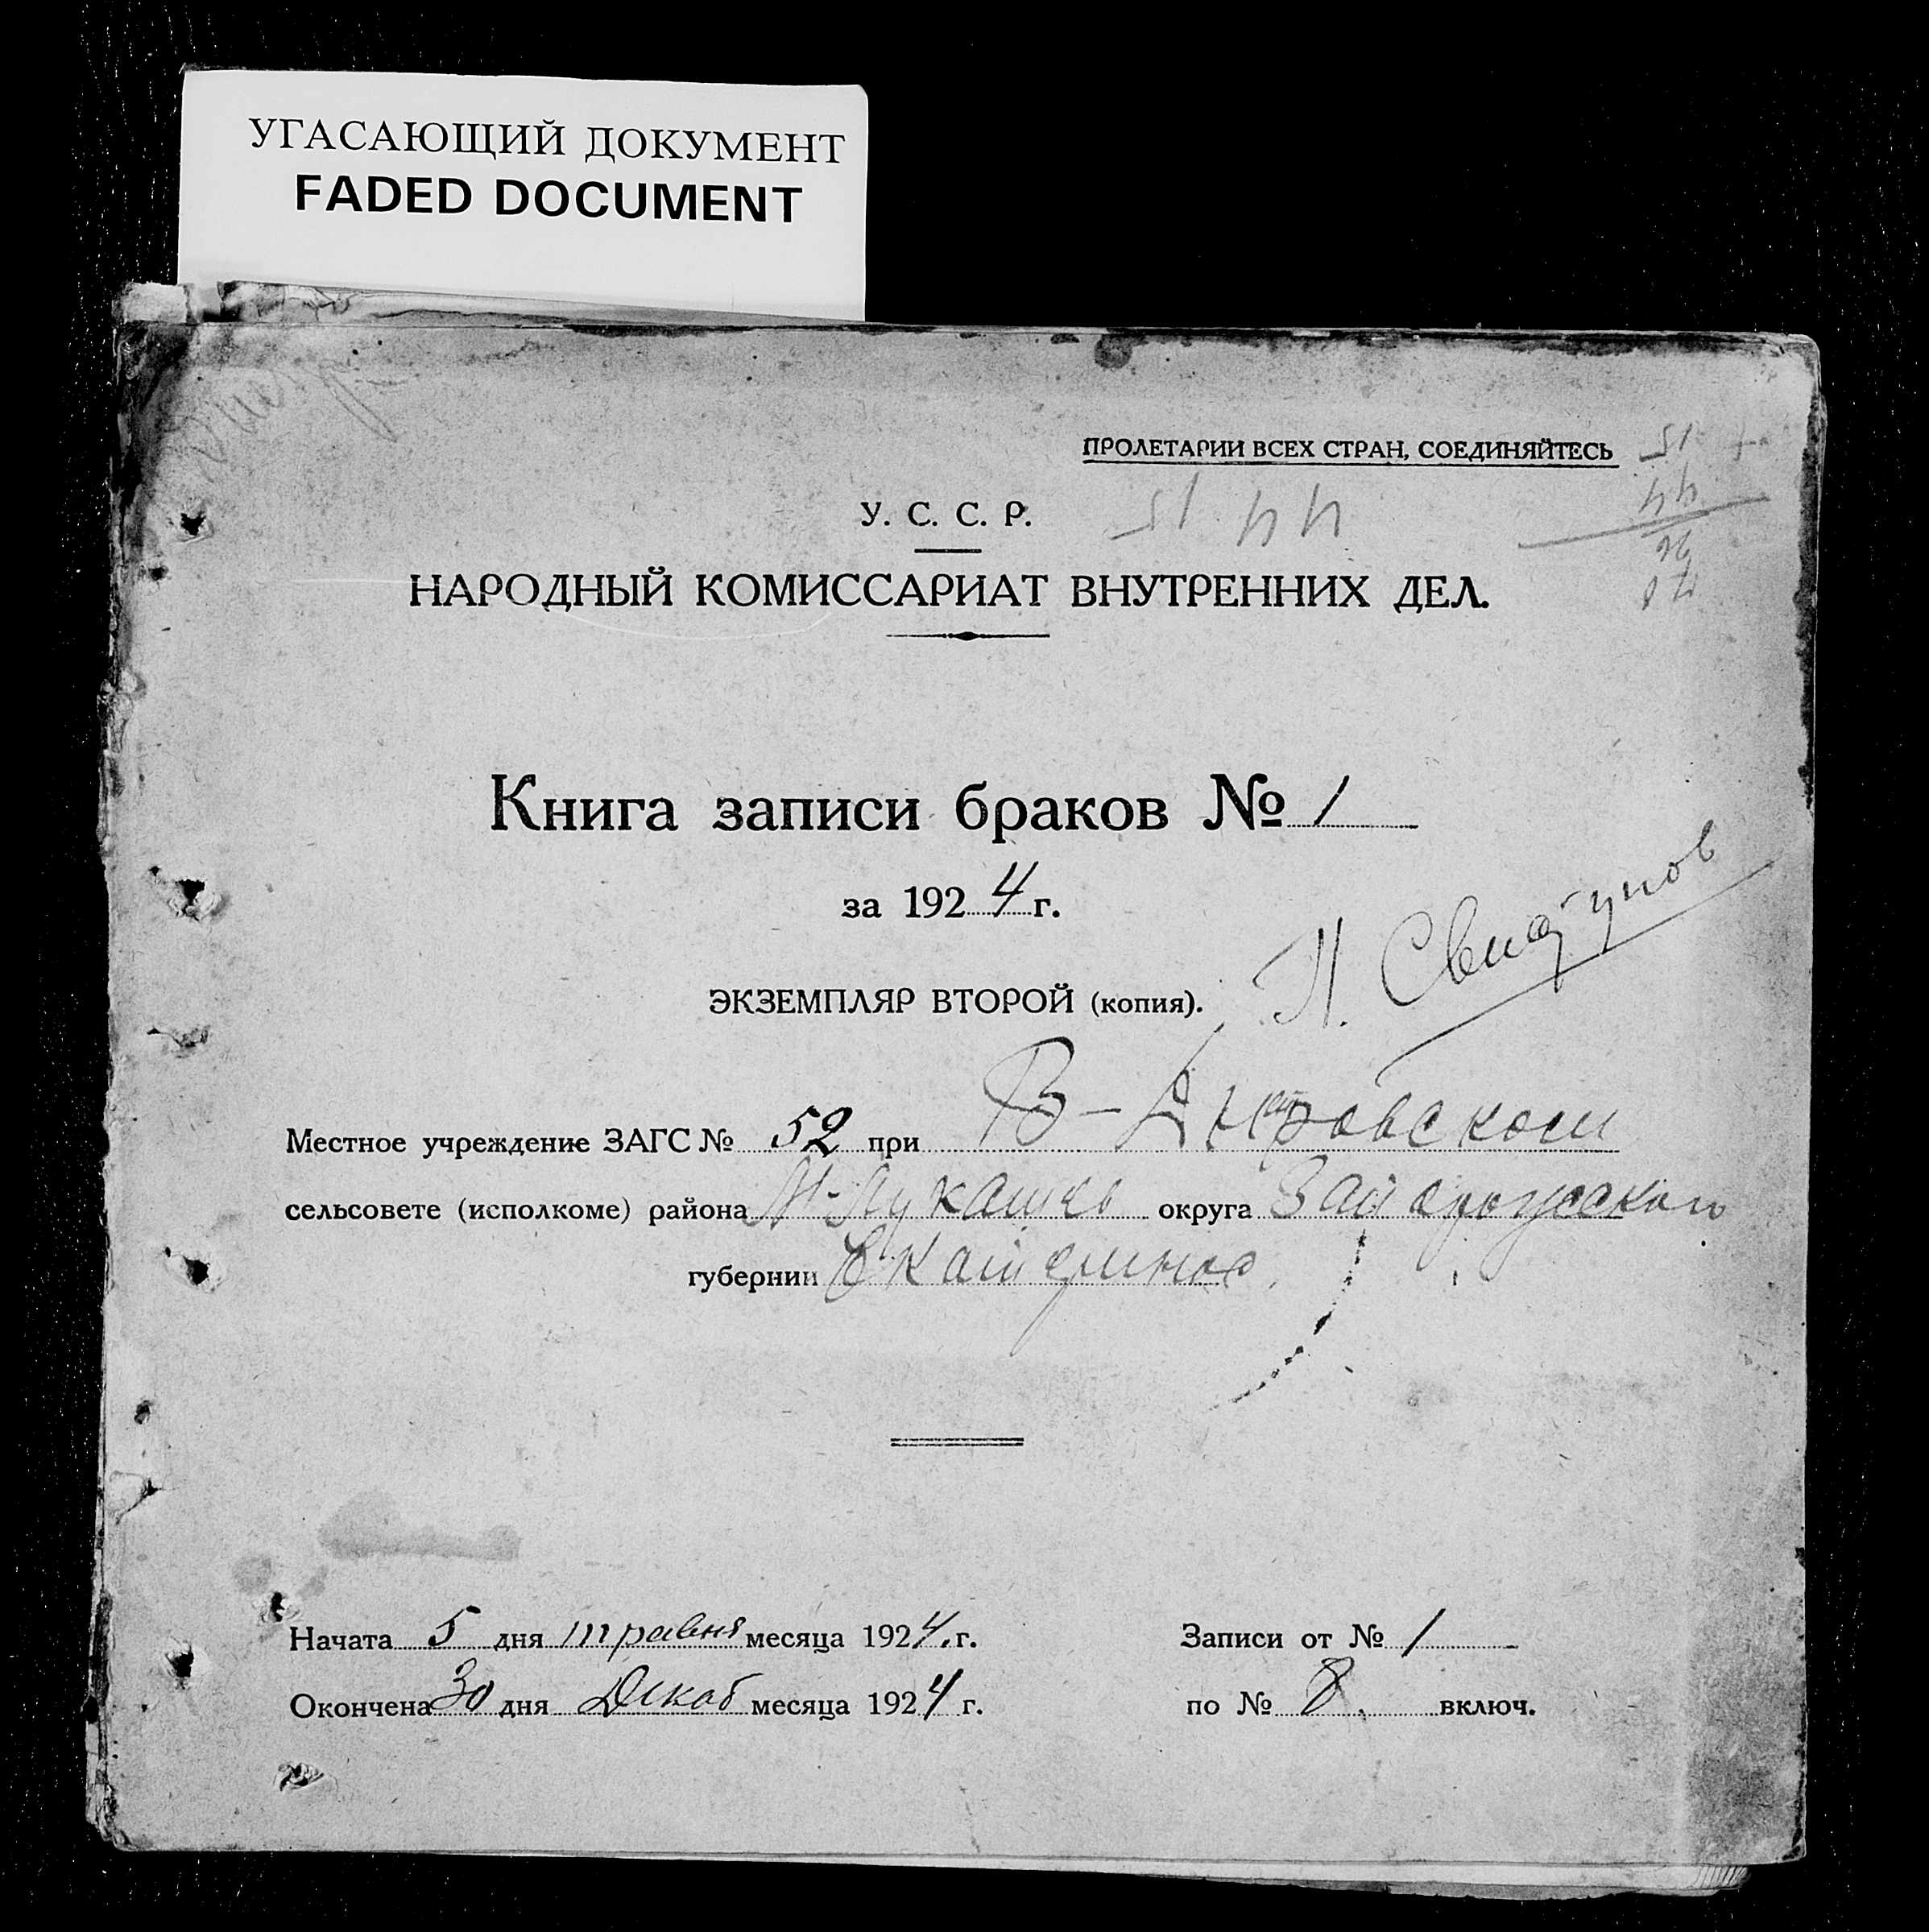 УГАСАЮЩИЙ ДОКУМЕНТ
FADED DOCUMENT
ПРОЛЕТАРИИ ВСЕХ СТРАН, СОЕДИНЯЙТЕСЬ
У. С. С. Р.
НАРОДНЫЙ КОМИССАРИАТ ВНУТРЕННИХ ДЕЛ.
Книга записи браков № 1
за 1924 г.
ЭКЗЕМПЛЯР ВТОРОЙ (копия).
Местное учреждение ЗАГС № 52 при
сельсовете (исполкоме) района округа
губернии
Начата 5 дня травня месяца 1924 г.
Окончена 30 дня Декаб месяца 1924 г.
Записи от № 1
по № 8. включ.